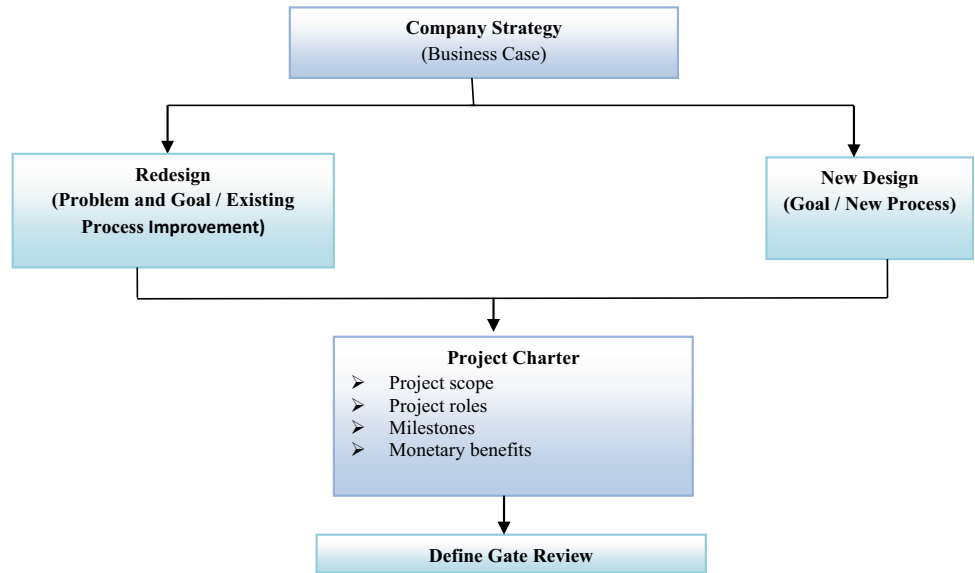 Company Strategy
(Business Case)
Redesign
(Problem and Goal / Existing
Process Improvement)
New Design
(Goal / New Process)
Project Charter
➢ Project scope
➢ Project roles
➢ Milestones
➢ Monetary benefits
Define Gate Review